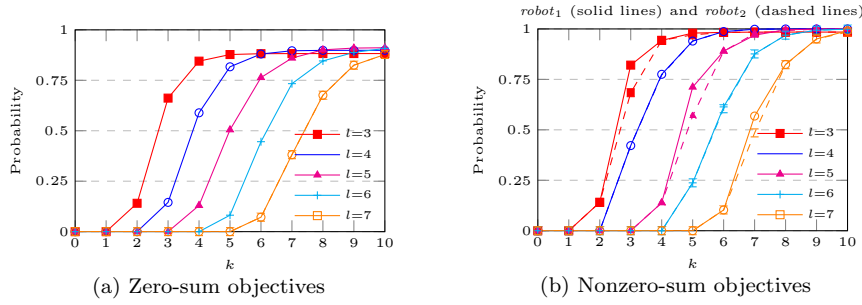 robot₁ (solid lines) and robot₂ (dashed lines)
1
0.75
0.5
0.25
0
Probability
0 1 2 3 4 5 6 7 8 9 10
k
l=3
l=4
l=5
l=6
l=7
(a) Zero-sum objectives
1
0.75
0.5
0.25
0
Probability
0 1 2 3 4 5 6 7 8 9 10
k
l=3
l=4
l=5
l=6
l=7
(b) Nonzero-sum objectives